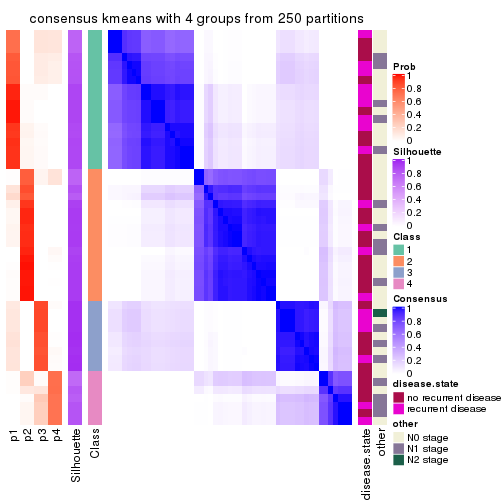 consensus kmeans with 4 groups from 250 partitions
Prob
1
0.8
0.6
0.4
0.2
0
Silhouette
1
0.8
0.6
0.4
0.2
0
Class
1
2
3
4
Consensus
1
0.8
0.6
0.4
0.2
0
disease.state
no recurrent disease
recurrent disease
other
N0 stage
N1 stage
N2 stage
p1
p2
p3
p4
Silhouette
Class
disease.state
other